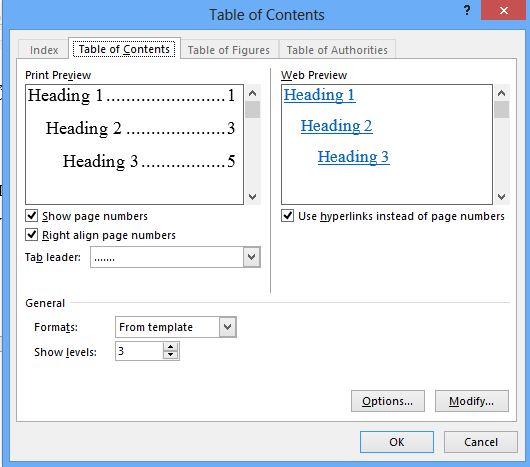 Table of Contents
?
Index
Table of Contents
Table of Figures
Table of Authorities
Print Preview
Heading 1..........................1
Heading 2.......................3
Heading 3...................5
Show page numbers
Right align page numbers
Tab leader:
.......
Web Preview
Heading 1
Heading 2
Heading 3
Use hyperlinks instead of page numbers
General
Formats:
From template
Show levels:
3
Options...
Modify...
OK
Cancel